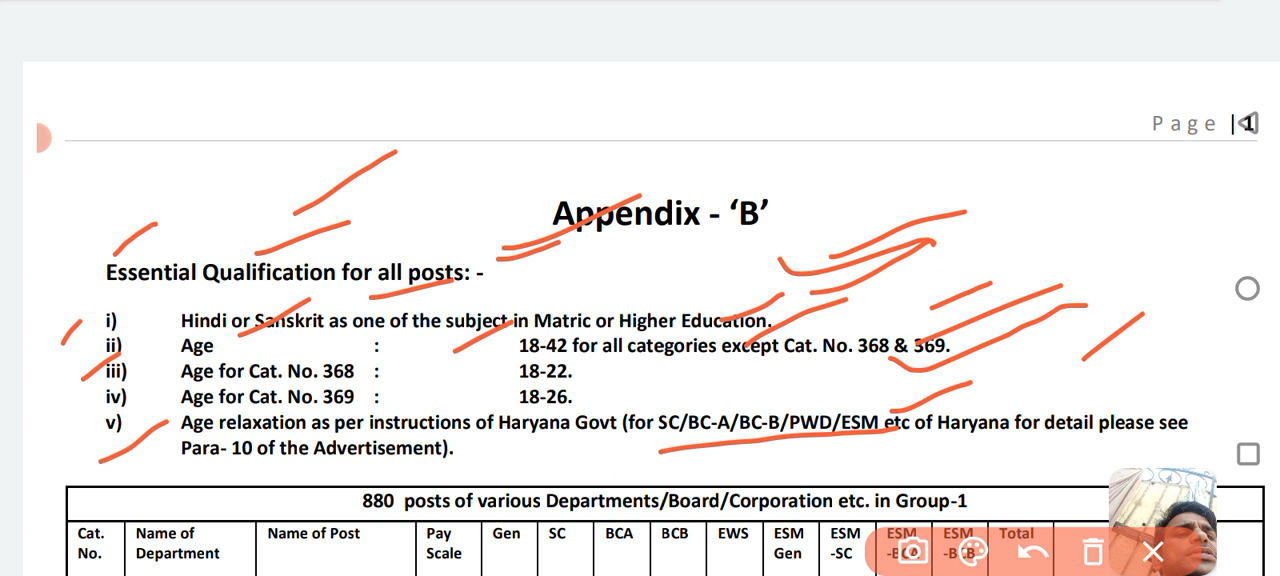 Page |1
Appendix - ‘B’
Essential Qualification for all posts: -
i) Hindi or Sanskrit as one of the subject in Matric or Higher Education.
ii) Age : 18-42 for all categories except Cat. No. 368 & 369.
iii) Age for Cat. No. 368 : 18-22.
iv) Age for Cat. No. 369 : 18-26.
v) Age relaxation as per instructions of Haryana Govt (for SC/BC-A/BC-B/PWD/ESM etc of Haryana for detail please see
Para- 10 of the Advertisement).
880 posts of various Departments/Board/Corporation etc. in Group-1
Cat. Name of Name of Post Pay Gen SC BCA BCB EWS ESM ESM ESM ESM Total
No. Department Scale Gen -SC -BCA -BCB